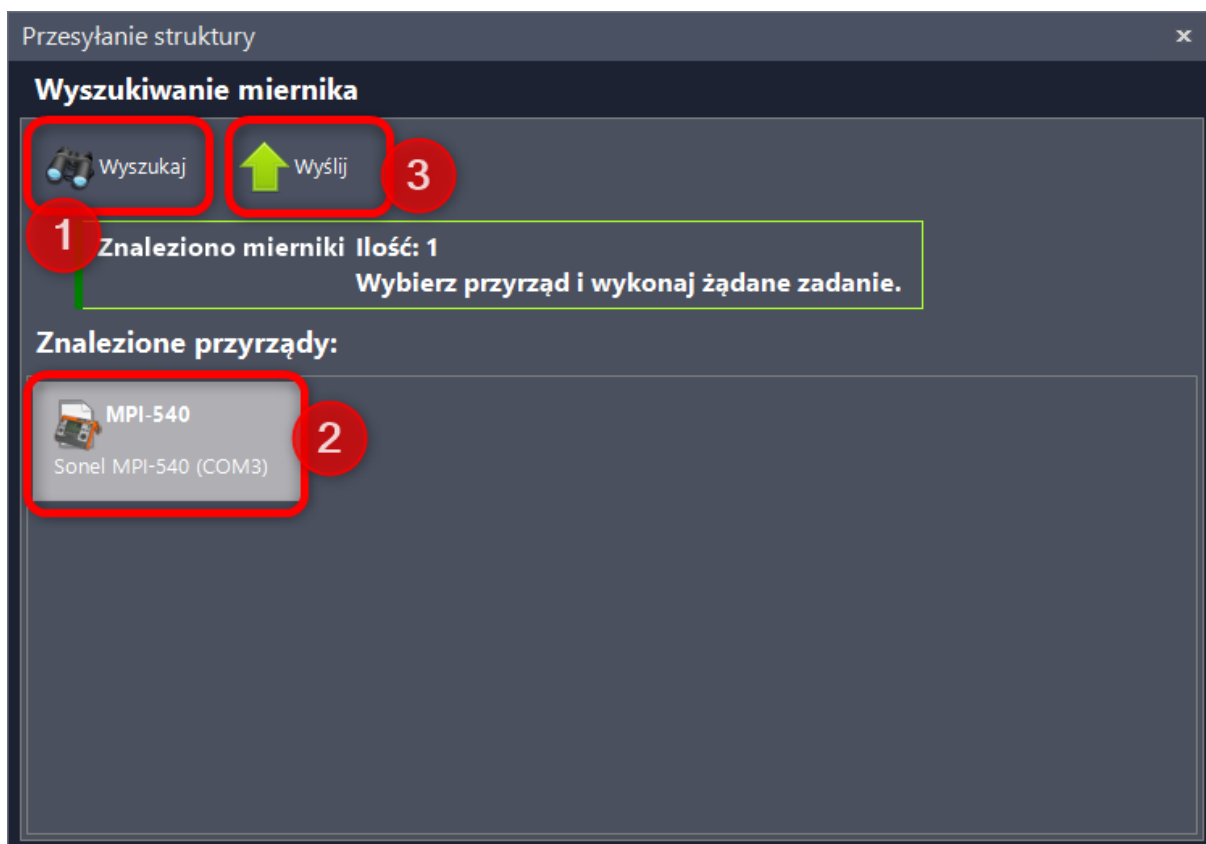 Przesyłanie struktury x
Wyszukiwanie miernika
Wyszukaj Wyślij 3
1 Znaleziono mierniki Ilość: 1
Wybierz przyrząd i wykonaj żądane zadanie.
Znalezione przyrządy:
MPI-540
2
Sonel MPI-540 (COM3)